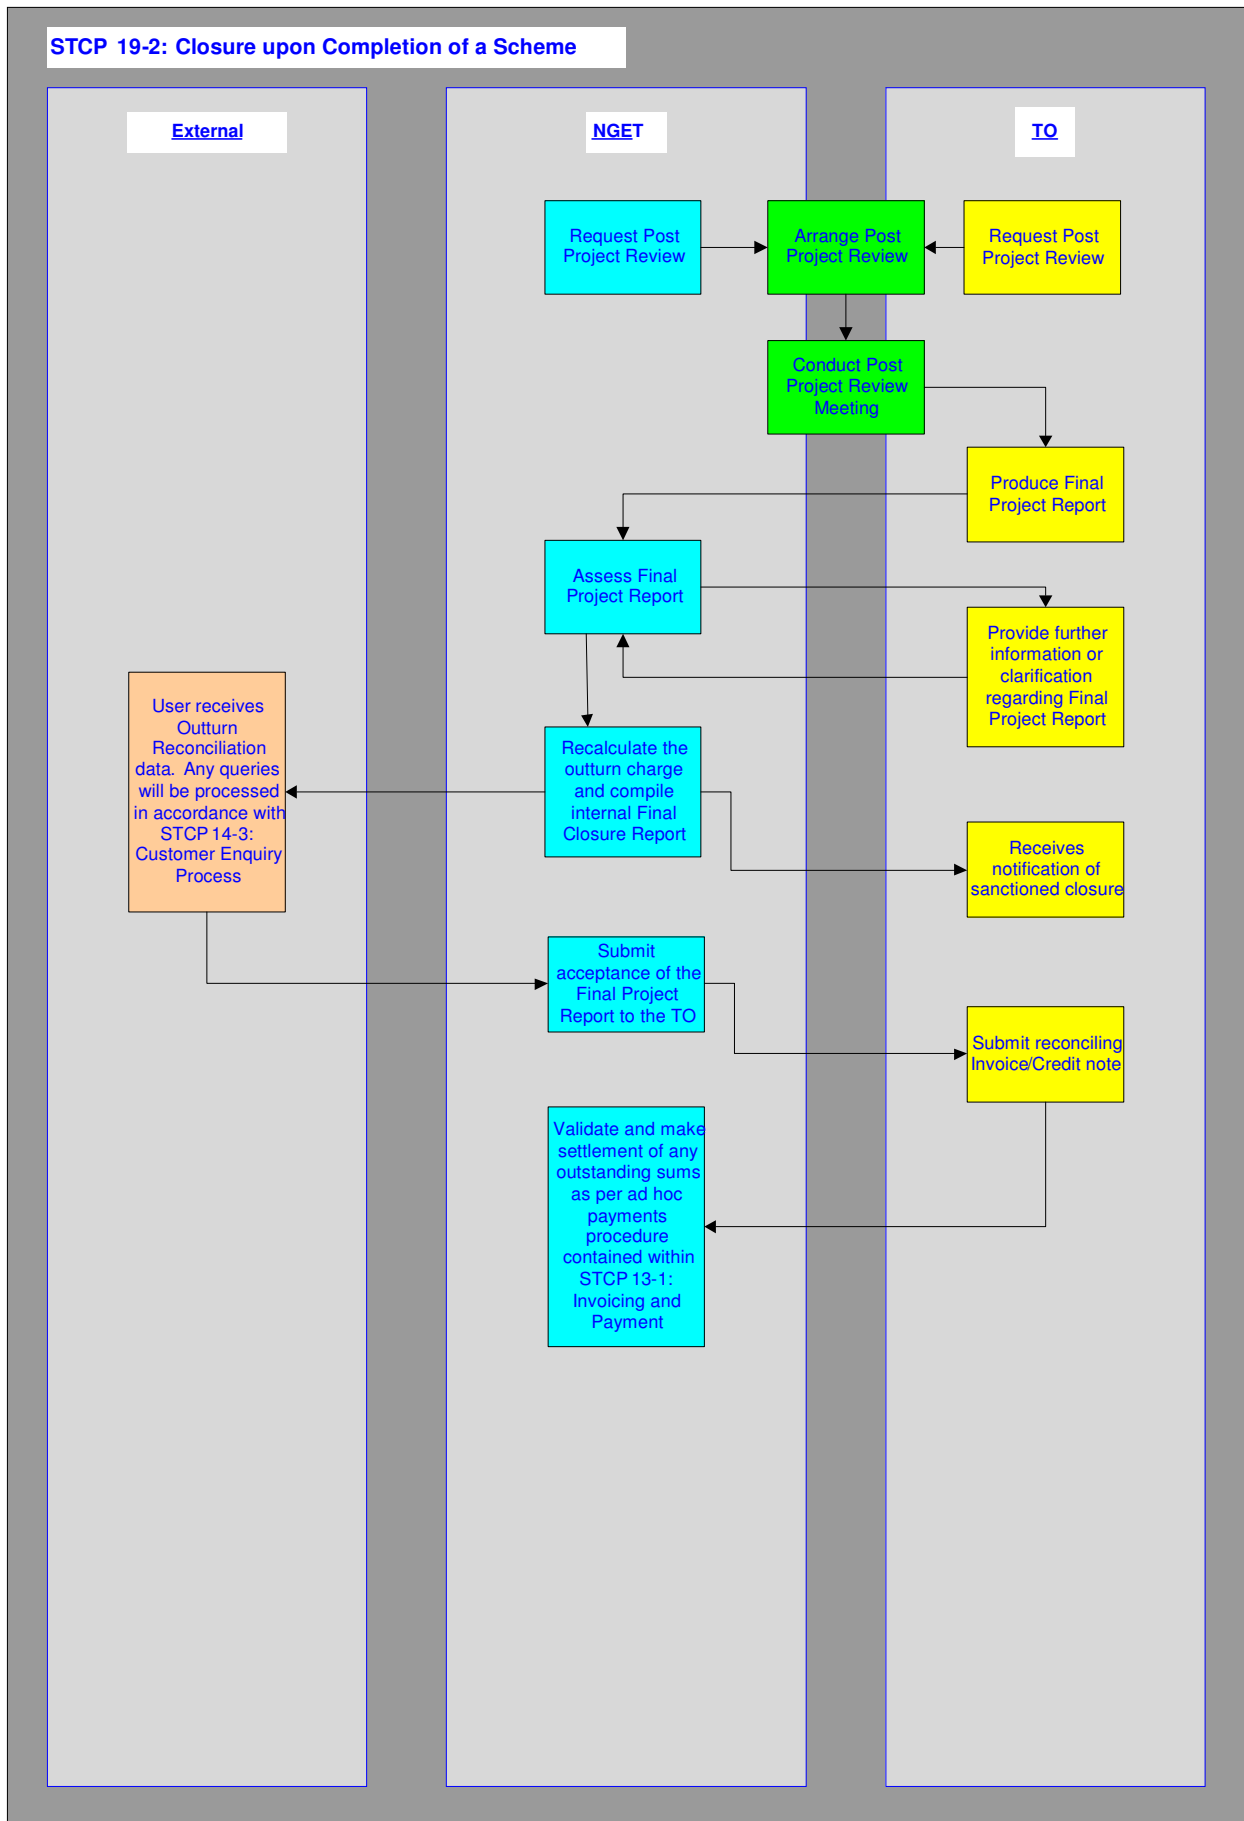 STCP 19-2: Closure upon Completion of a Scheme
External
NGET
TO
Request Post
Project Review
Arrange Post
Project Review
Request Post
Project Review
Conduct Post
Project Review
Meeting
Produce Final
Project Report
Assess Final
Project Report
Provide further
information or
clarification
regarding Final
Project Report
User receives
Outturn
Reconciliation
data. Any queries
will be processed
in accordance with
STCP 14-3:
Customer Enquiry
Process
Recalculate the
outturn charge
and compile
internal Final
Closure Report
Receives
notification of
sanctioned closure
Submit
acceptance of the
Final Project
Report to the TO
Submit reconciling
Invoice/Credit note
Validate and make
settlement of any
outstanding sums
as per ad hoc
payments
procedure
contained within
STCP 13-1:
Invoicing and
Payment